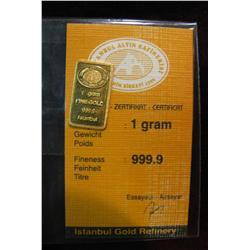 İSTANBUL ALTIN RAFİNERİSİ
ZERTIFIKAT - CERTIFICAT
1 gram
Gewicht
Poids
1 gram
FINE GOLD
999.9
Istanbul
Fineness
999.9
Feinheit
Titre
Essayeur - Assayer
Istanbul Gold Refinery